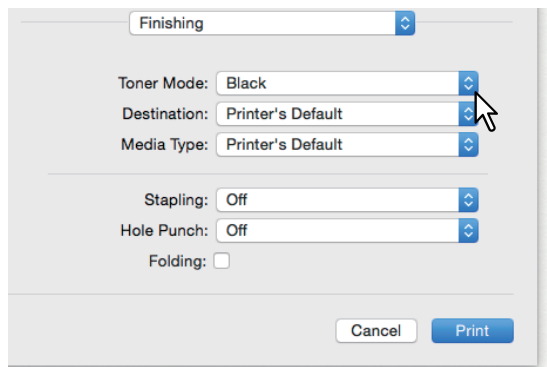 Finishing
Toner Mode: Black
Destination: Printer's Default
Media Type: Printer's Default
Stapling: Off
Hole Punch: Off
Folding:
Cancel Print